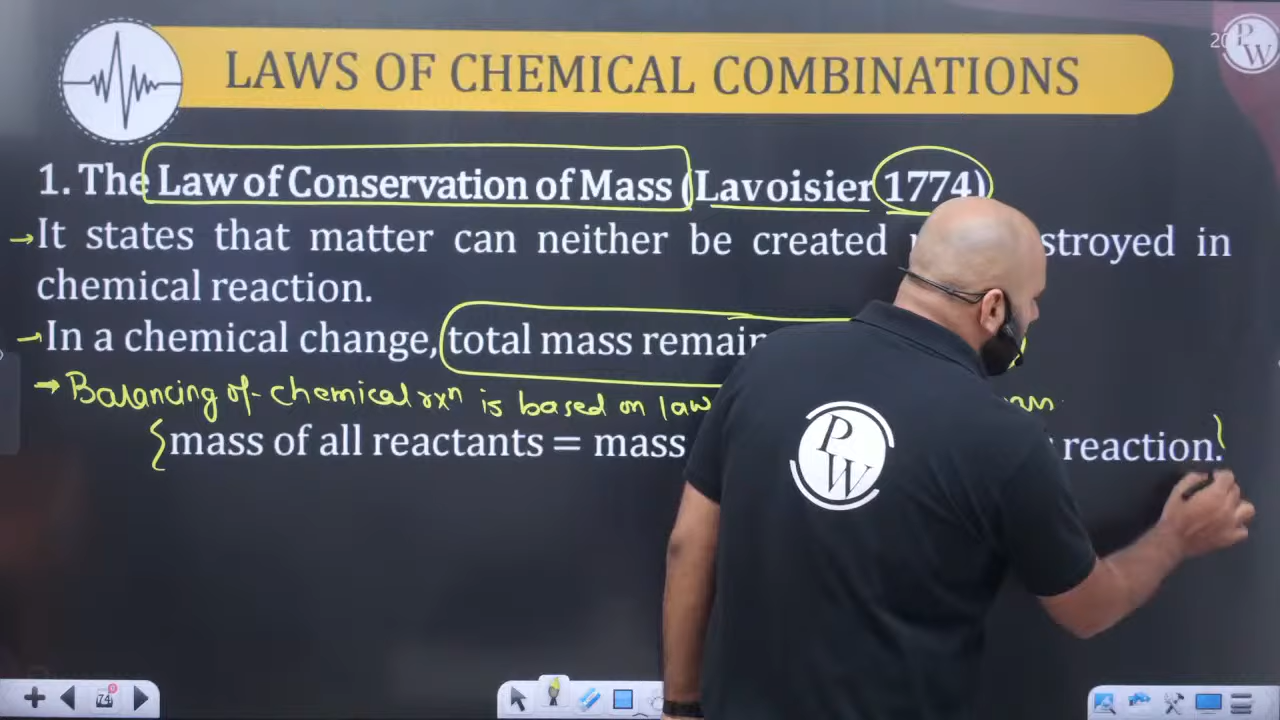 LAWS OF CHEMICAL COMBINATIONS
PW
1. The Law of Conservation of Mass (Lavoisier 1774)
→It states that matter can neither be created stroyed in
chemical reaction.
→In a chemical change, total mass remain
→ Balancing of chemical rxⁿ is based on law
{mass of all reactants = mass reaction.}
PW
74